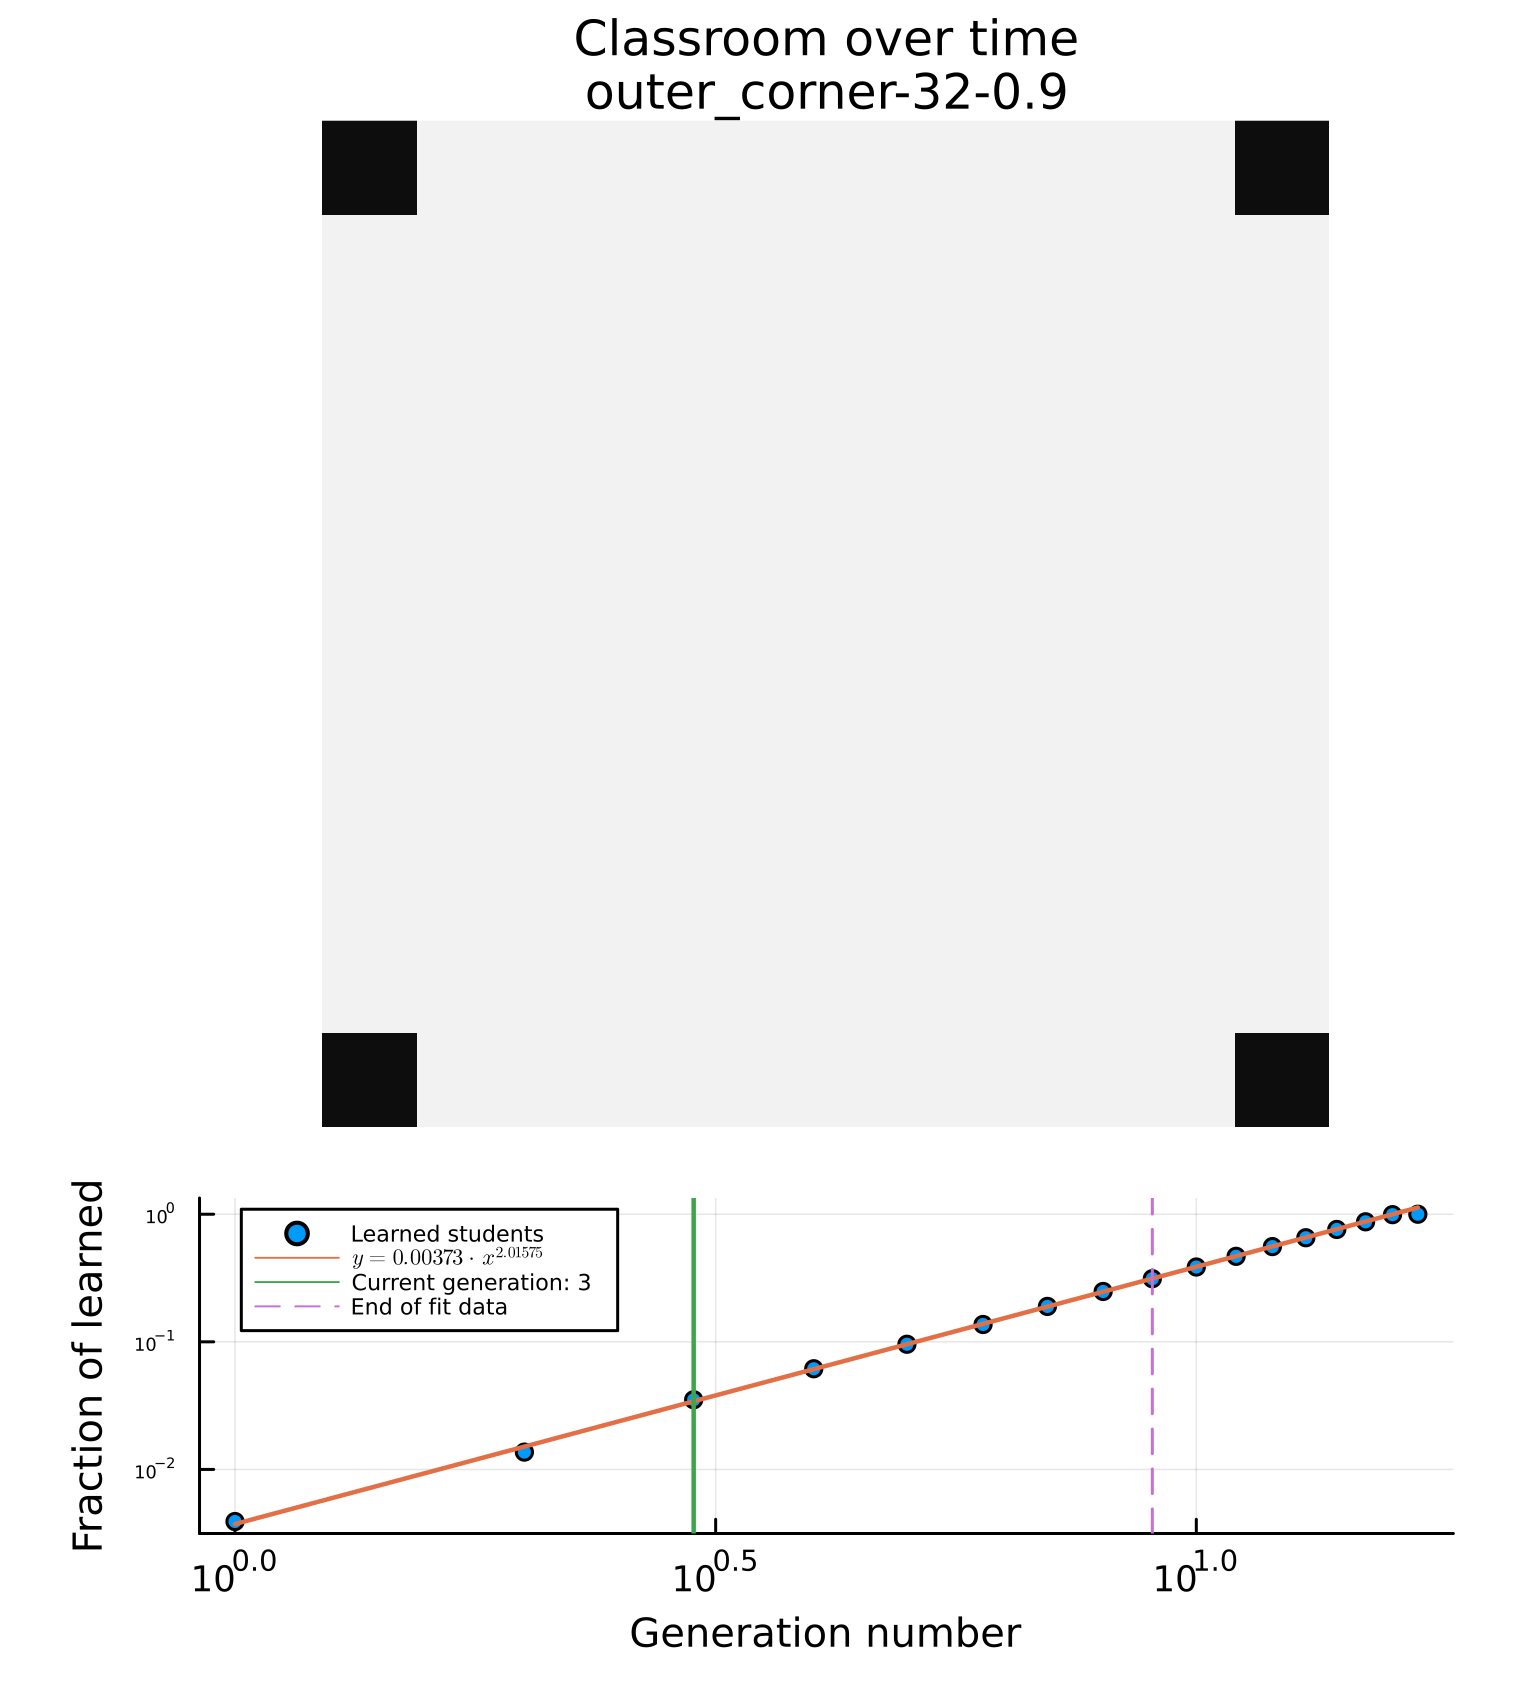 Classroom over time
outer_corner-32-0.9
Fraction of learned
10^0
10^-1
10^-2
Learned students
y = 0.00373 · x^2.01575
Current generation: 3
End of fit data
10^0.0 10^0.5 10^1.0
Generation number